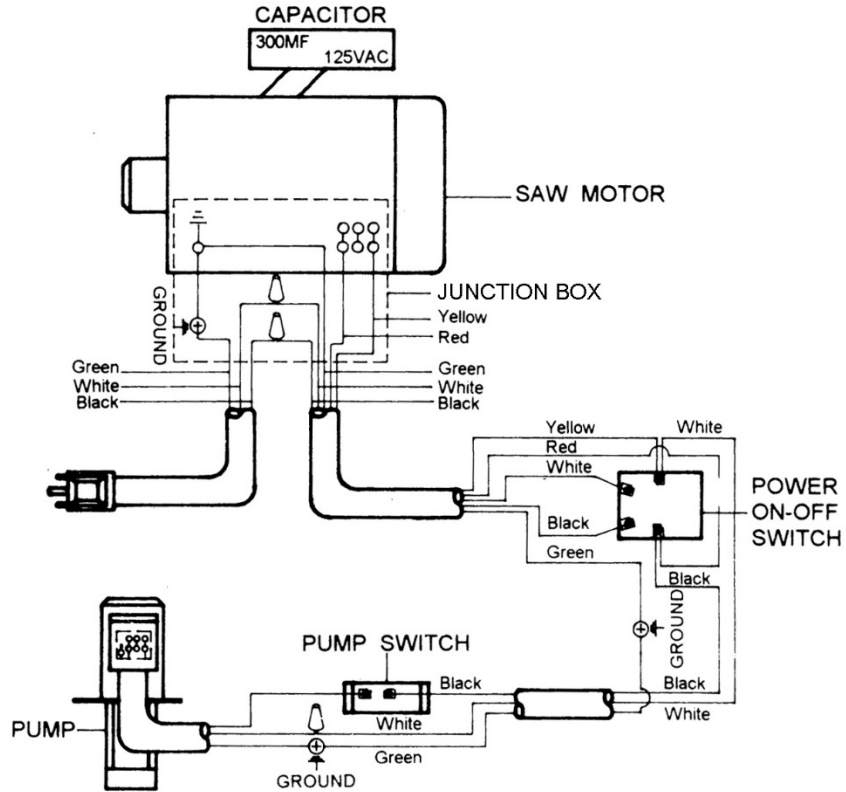 CAPACITOR
300MF
125VAC
SAW MOTOR
JUNCTION BOX
GROUND
Yellow
Red
Green
White
Black
Green
White
Black
Yellow
White
Red
White
Black
Green
POWER
ON-OFF
SWITCH
Black
GROUND
PUMP SWITCH
Black
White
Black
White
Green
GROUND
PUMP